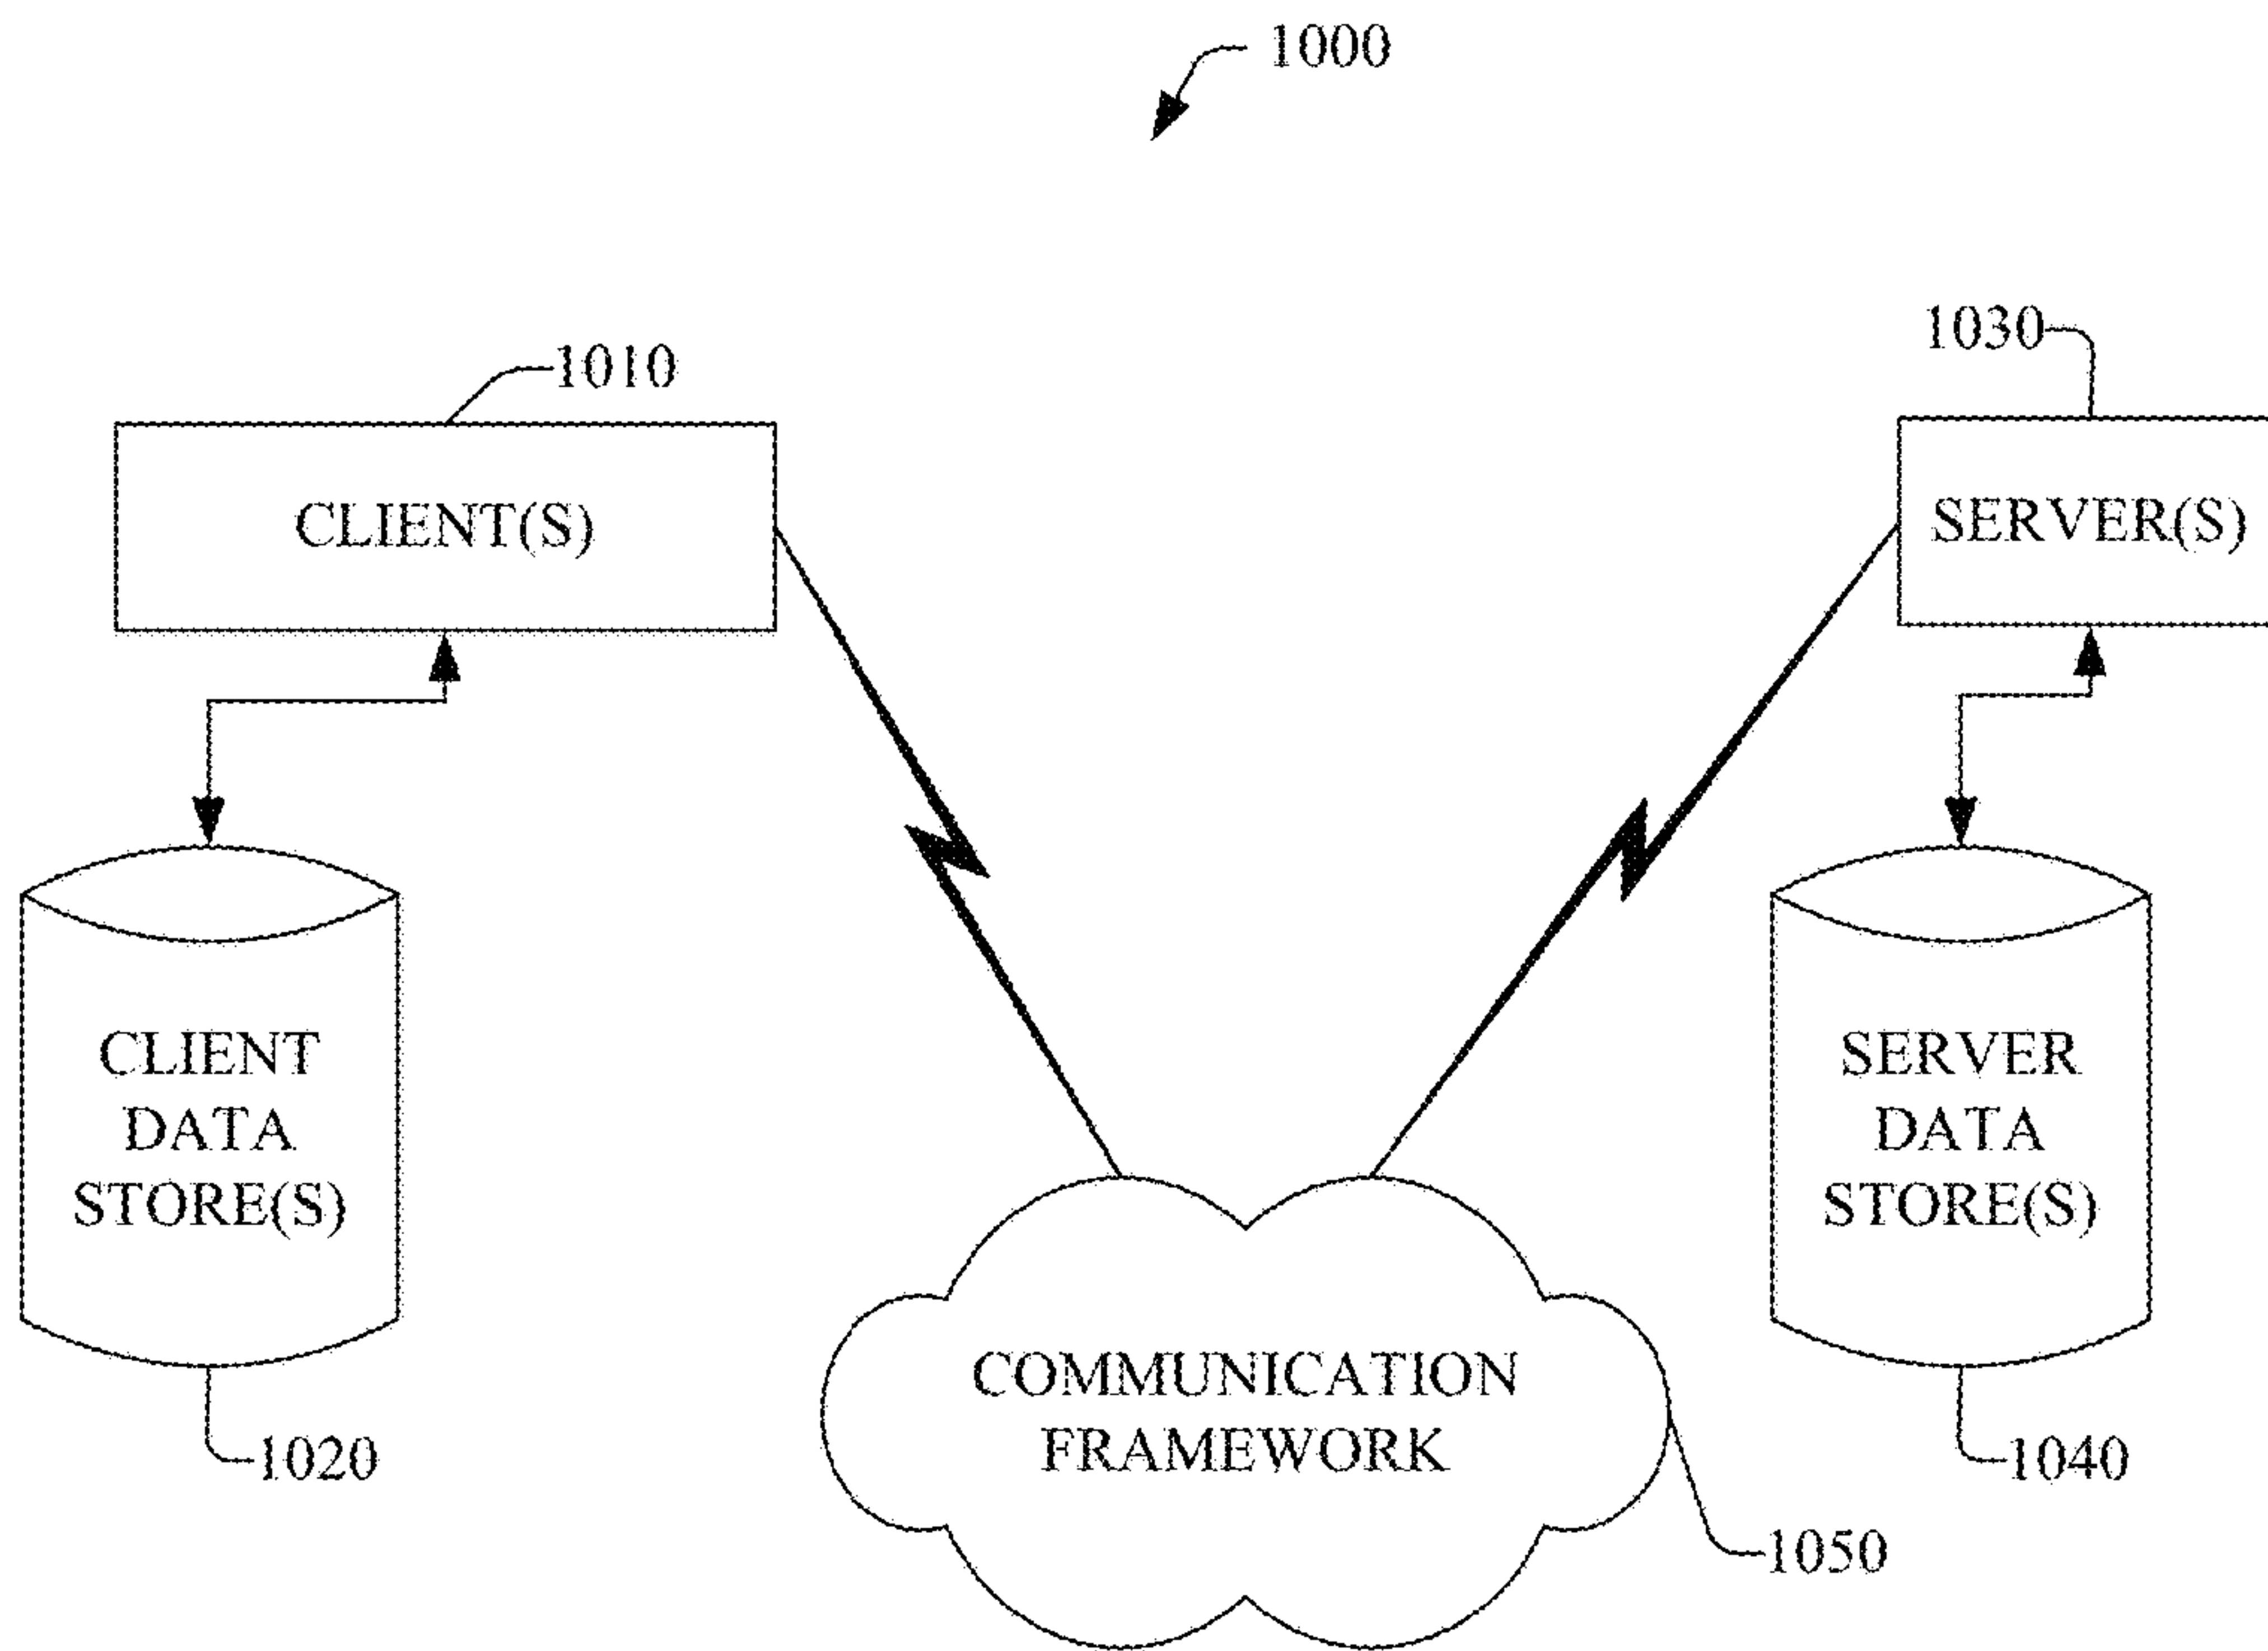 1000
1010
1030
CLIENT(S)
SERVER(S)
CLIENT
DATA
STORE(S)
SERVER
DATA
STORE(S)
COMMUNICATION
FRAMEWORK
1020
1040
1050